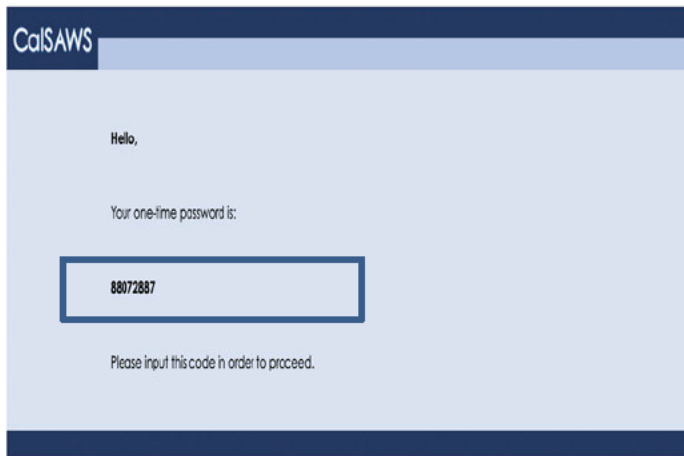 CalSAWS
Hello,
Your one-time password is:
88072887
Please input this code in order to proceed.